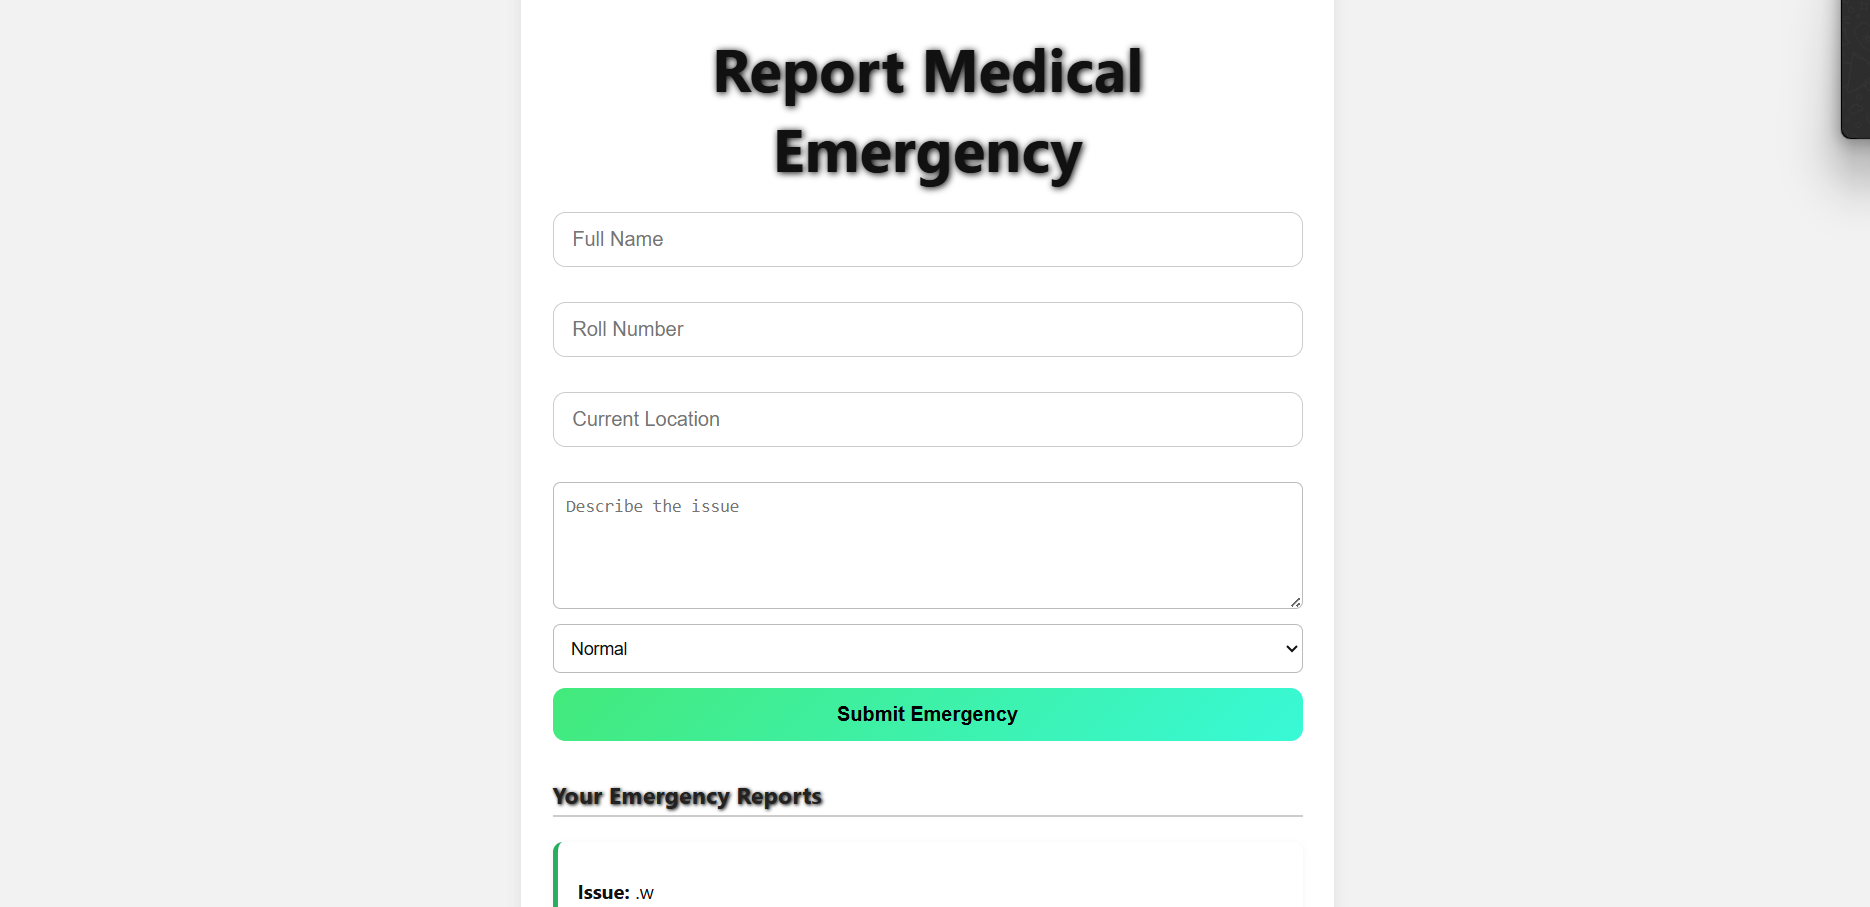 Report Medical
Emergency
Full Name
Roll Number
Current Location
Describe the issue
Normal
Submit Emergency
Your Emergency Reports
Issue: .w